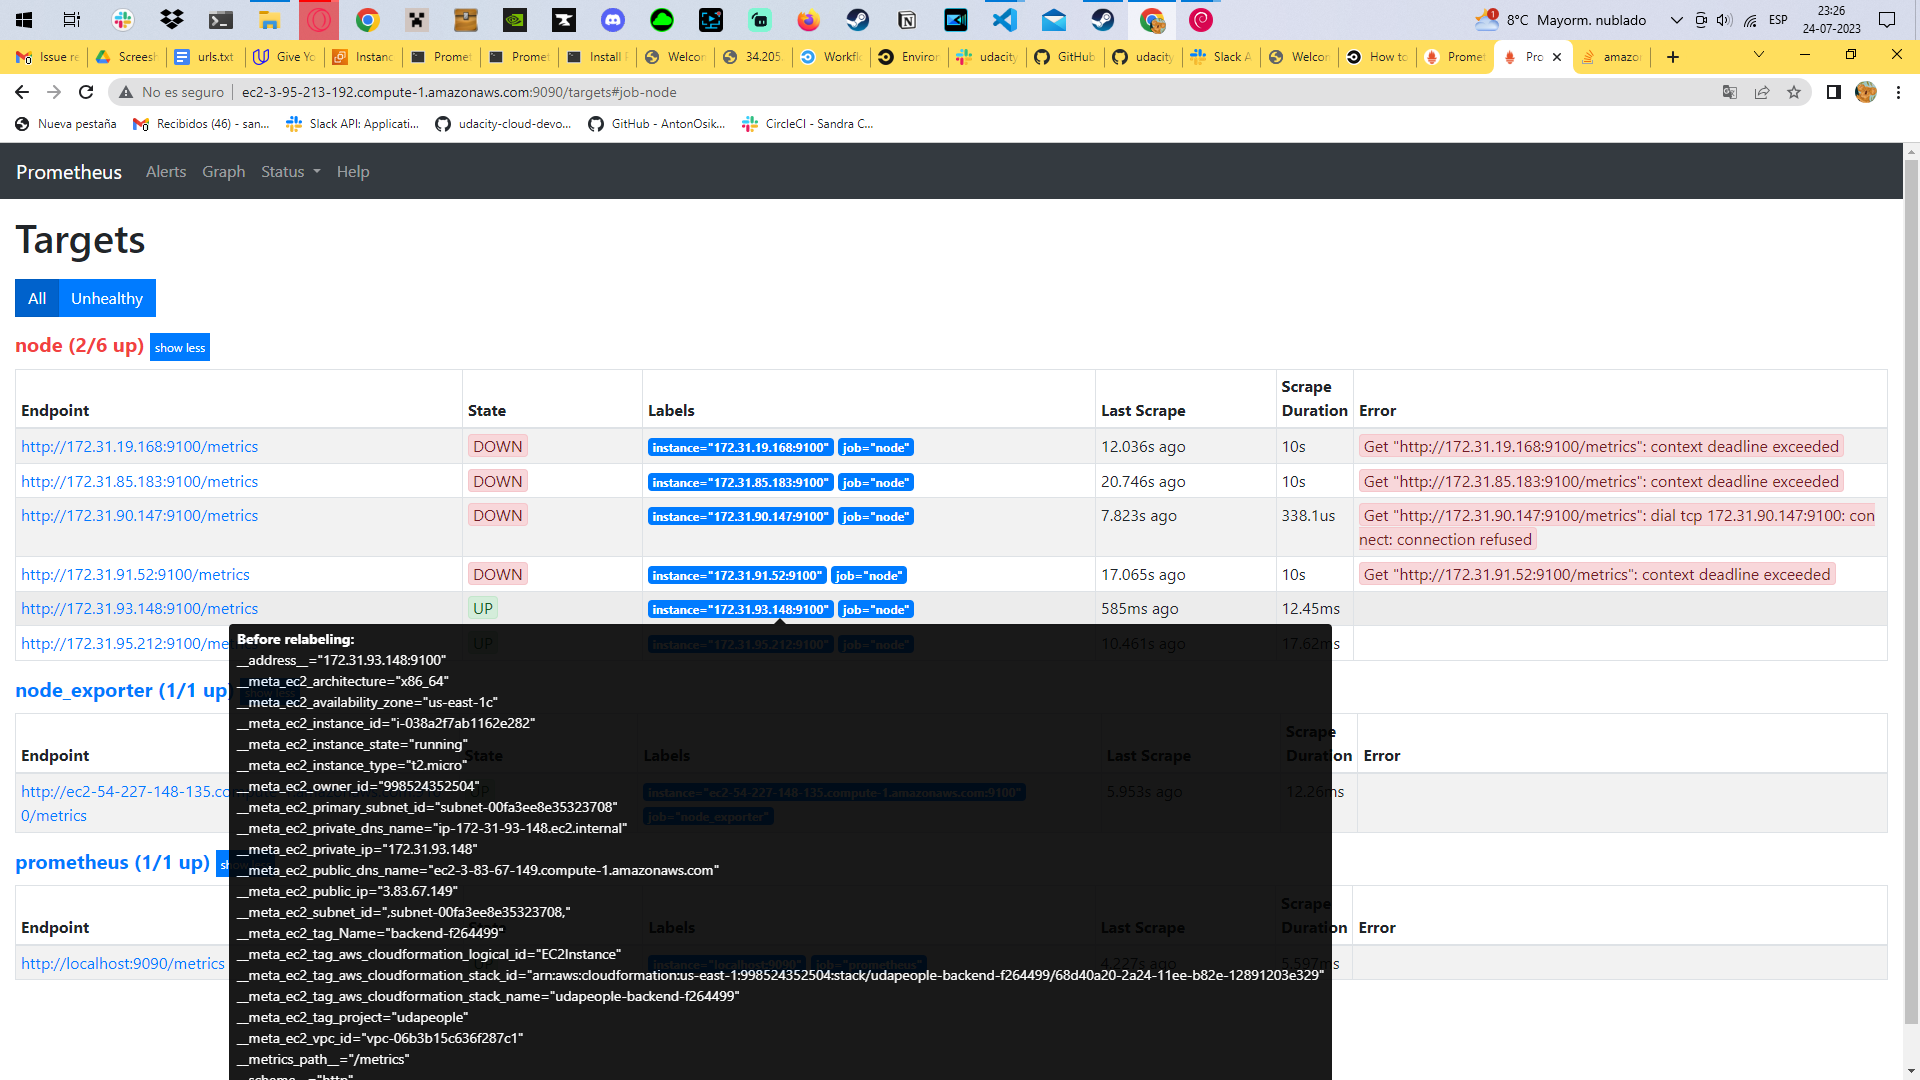 8°C Mayorm. nublado
ESP
23:26
24-07-2023
Issue re
Screesh
urls.txt
Give Yo
Instanc
Promet
Promet
Install P
Welcon
34.205.
Workfl
Environ
udacity
GitHub
udacity
Slack A
Welcon
How to
Promet
Pro
amazon
No es seguro
ec2-3-95-213-192.compute-1.amazonaws.com:9090/targets#job-node
Nueva pestaña
Recibidos (46) - san...
Slack API: Applicati...
udacity-cloud-devo...
GitHub - AntonOsik...
CircleCI - Sandra C...
Prometheus Alerts Graph Status Help
Targets
All Unhealthy
node (2/6 up) show less
Endpoint State Labels Last Scrape Scrape Duration Error
http://172.31.19.168:9100/metrics DOWN instance="172.31.19.168:9100" job="node" 12.036s ago 10s Get "http://172.31.19.168:9100/metrics": context deadline exceeded
http://172.31.85.183:9100/metrics DOWN instance="172.31.85.183:9100" job="node" 20.746s ago 10s Get "http://172.31.85.183:9100/metrics": context deadline exceeded
http://172.31.90.147:9100/metrics DOWN instance="172.31.90.147:9100" job="node" 7.823s ago 338.1us Get "http://172.31.90.147:9100/metrics": dial tcp 172.31.90.147:9100: con
nect: connection refused
http://172.31.91.52:9100/metrics DOWN instance="172.31.91.52:9100" job="node" 17.065s ago 10s Get "http://172.31.91.52:9100/metrics": context deadline exceeded
http://172.31.93.148:9100/metrics UP instance="172.31.93.148:9100" job="node" 585ms ago 12.45ms
http://172.31.95.212:9100/metrics UP instance="172.31.95.212:9100" job="node" 10.461s ago 17.62ms
node_exporter (1/1 up) show less
Endpoint State Labels Last Scrape Scrape Duration Error
http://ec2-54-227-148-135.co
0/metrics
instance="ec2-54-227-148-135.compute-1.amazonaws.com:9100" 5.953s ago 12.26ms
job="node_exporter"
prometheus (1/1 up) show less
Endpoint Labels Last Scrape Scrape Duration Error
http://localhost:9090/metrics instance="localhost:9090" job="prometheus" 4.227s ago 5.597ms
Before relabeling:
__address__="172.31.93.148:9100"
__meta_ec2_architecture="x86_64"
__meta_ec2_availability_zone="us-east-1c"
__meta_ec2_instance_id="i-038a2f7ab1162e282"
__meta_ec2_instance_state="running"
__meta_ec2_instance_type="t2.micro"
__meta_ec2_owner_id="998524352504"
__meta_ec2_primary_subnet_id="subnet-00fa3ee8e35323708"
__meta_ec2_private_dns_name="ip-172-31-93-148.ec2.internal"
__meta_ec2_private_ip="172.31.93.148"
__meta_ec2_public_dns_name="ec2-3-83-67-149.compute-1.amazonaws.com"
__meta_ec2_public_ip="3.83.67.149"
__meta_ec2_subnet_id=",subnet-00fa3ee8e35323708,"
__meta_ec2_tag_Name="backend-f264499"
__meta_ec2_tag_aws_cloudformation_logical_id="EC2Instance"
__meta_ec2_tag_aws_cloudformation_stack_id="arn:aws:cloudformation:us-east-1:998524352504:stack/udapeople-backend-f264499/68d40a20-2a24-11ee-b82e-12891203e329"
__meta_ec2_tag_aws_cloudformation_stack_name="udapeople-backend-f264499"
__meta_ec2_tag_project="udapeople"
__meta_ec2_vpc_id="vpc-06b3b15c636f287c1"
__metrics_path__="/metrics"
__scheme__="http"